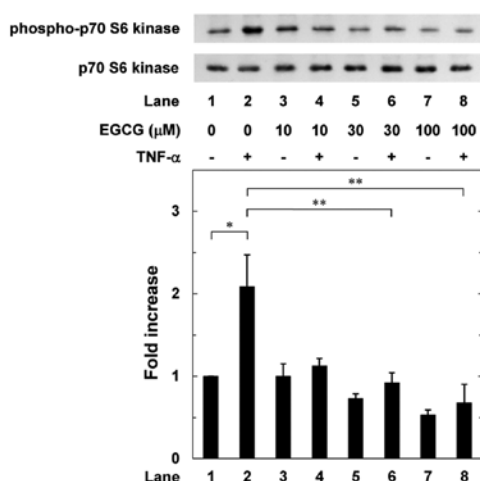 phospho-p70 S6 kinase
p70 S6 kinase
Lane 1 2 3 4 5 6 7 8
EGCG (μM) 0 0 10 10 30 30 100 100
TNF-α - + - + - + - +
**
3
**
*
2
Fold increase
1
0
Lane 1 2 3 4 5 6 7 8